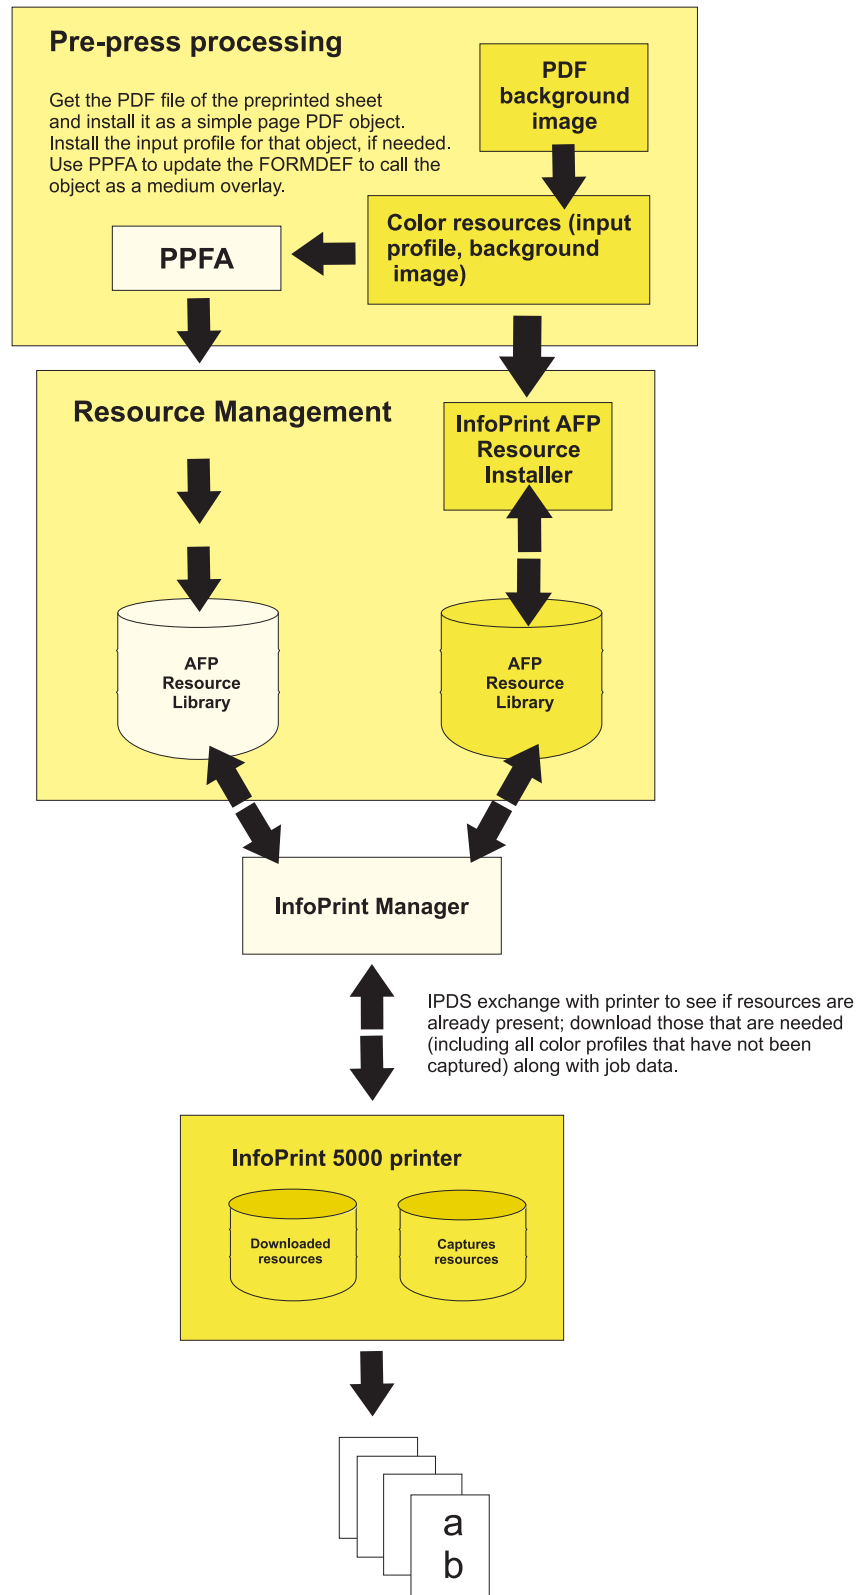 Pre-press processing
Get the PDF file of the preprinted sheet
and install it as a simple page PDF object.
Install the input profile for that object, if needed.
Use PPFA to update the FORMDEF to call the
object as a medium overlay.
PDF
background
image
Color resources (input
profile, background
image)
PPFA
Resource Management
InfoPrint AFP
Resource
Installer
AFP
Resource
Library
AFP
Resource
Library
InfoPrint Manager
IPDS exchange with printer to see if resources are
already present; download those that are needed
(including all color profiles that have not been
captured) along with job data.
InfoPrint 5000 printer
Downloaded
resources
Captures
resources
a
b